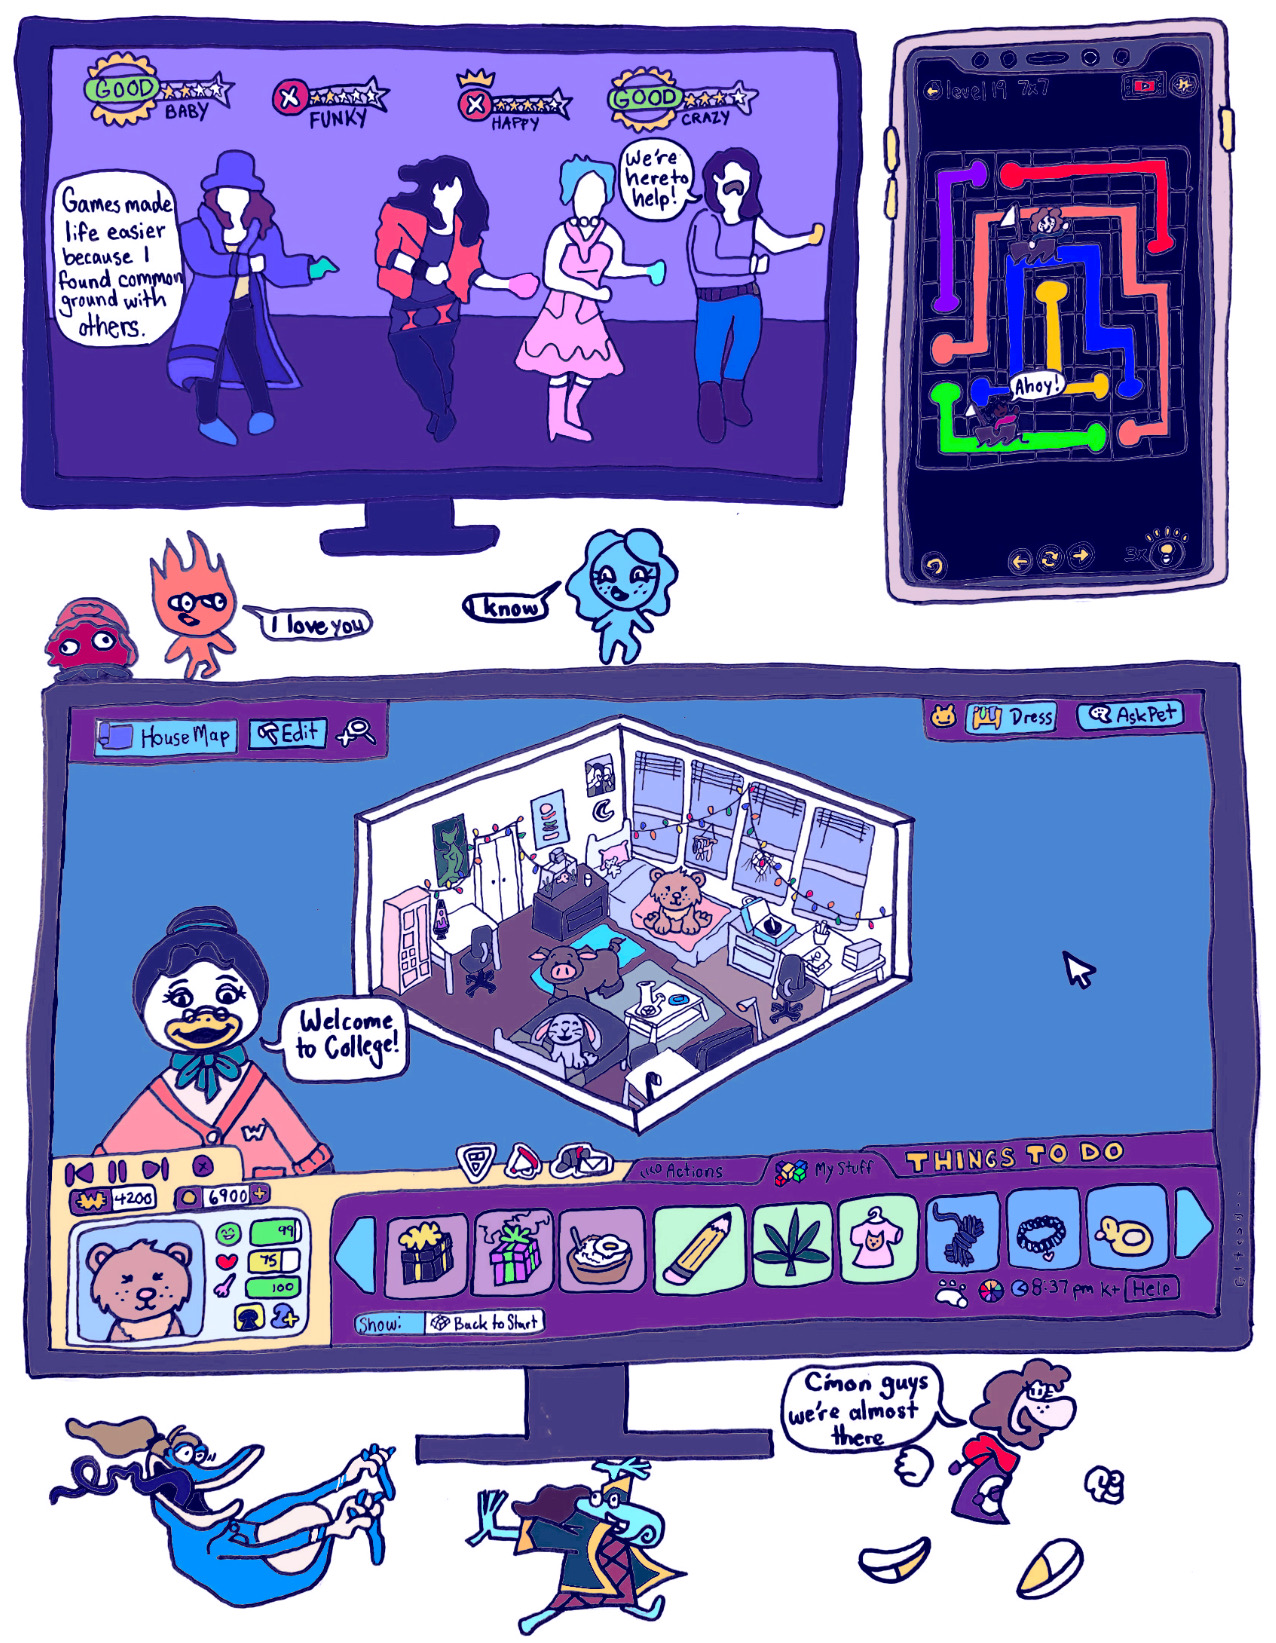 GOOD
BABY
X
FUNKY
X
HAPPY
GOOD
CRAZY
Games made
life easier
because I
found common
ground with
others.
We're
here to
help!
level 19 7x7
Ahoy!
3x
I love you
I know
House Map
Edit
Dress
Ask Pet
Welcome
to College!
W
4200
6900 +
99
75
100
Actions
My Stuff
THINGS TO DO
8:37 pm
Help
Show:
Back to Start
C'mon guys
we're almost
there